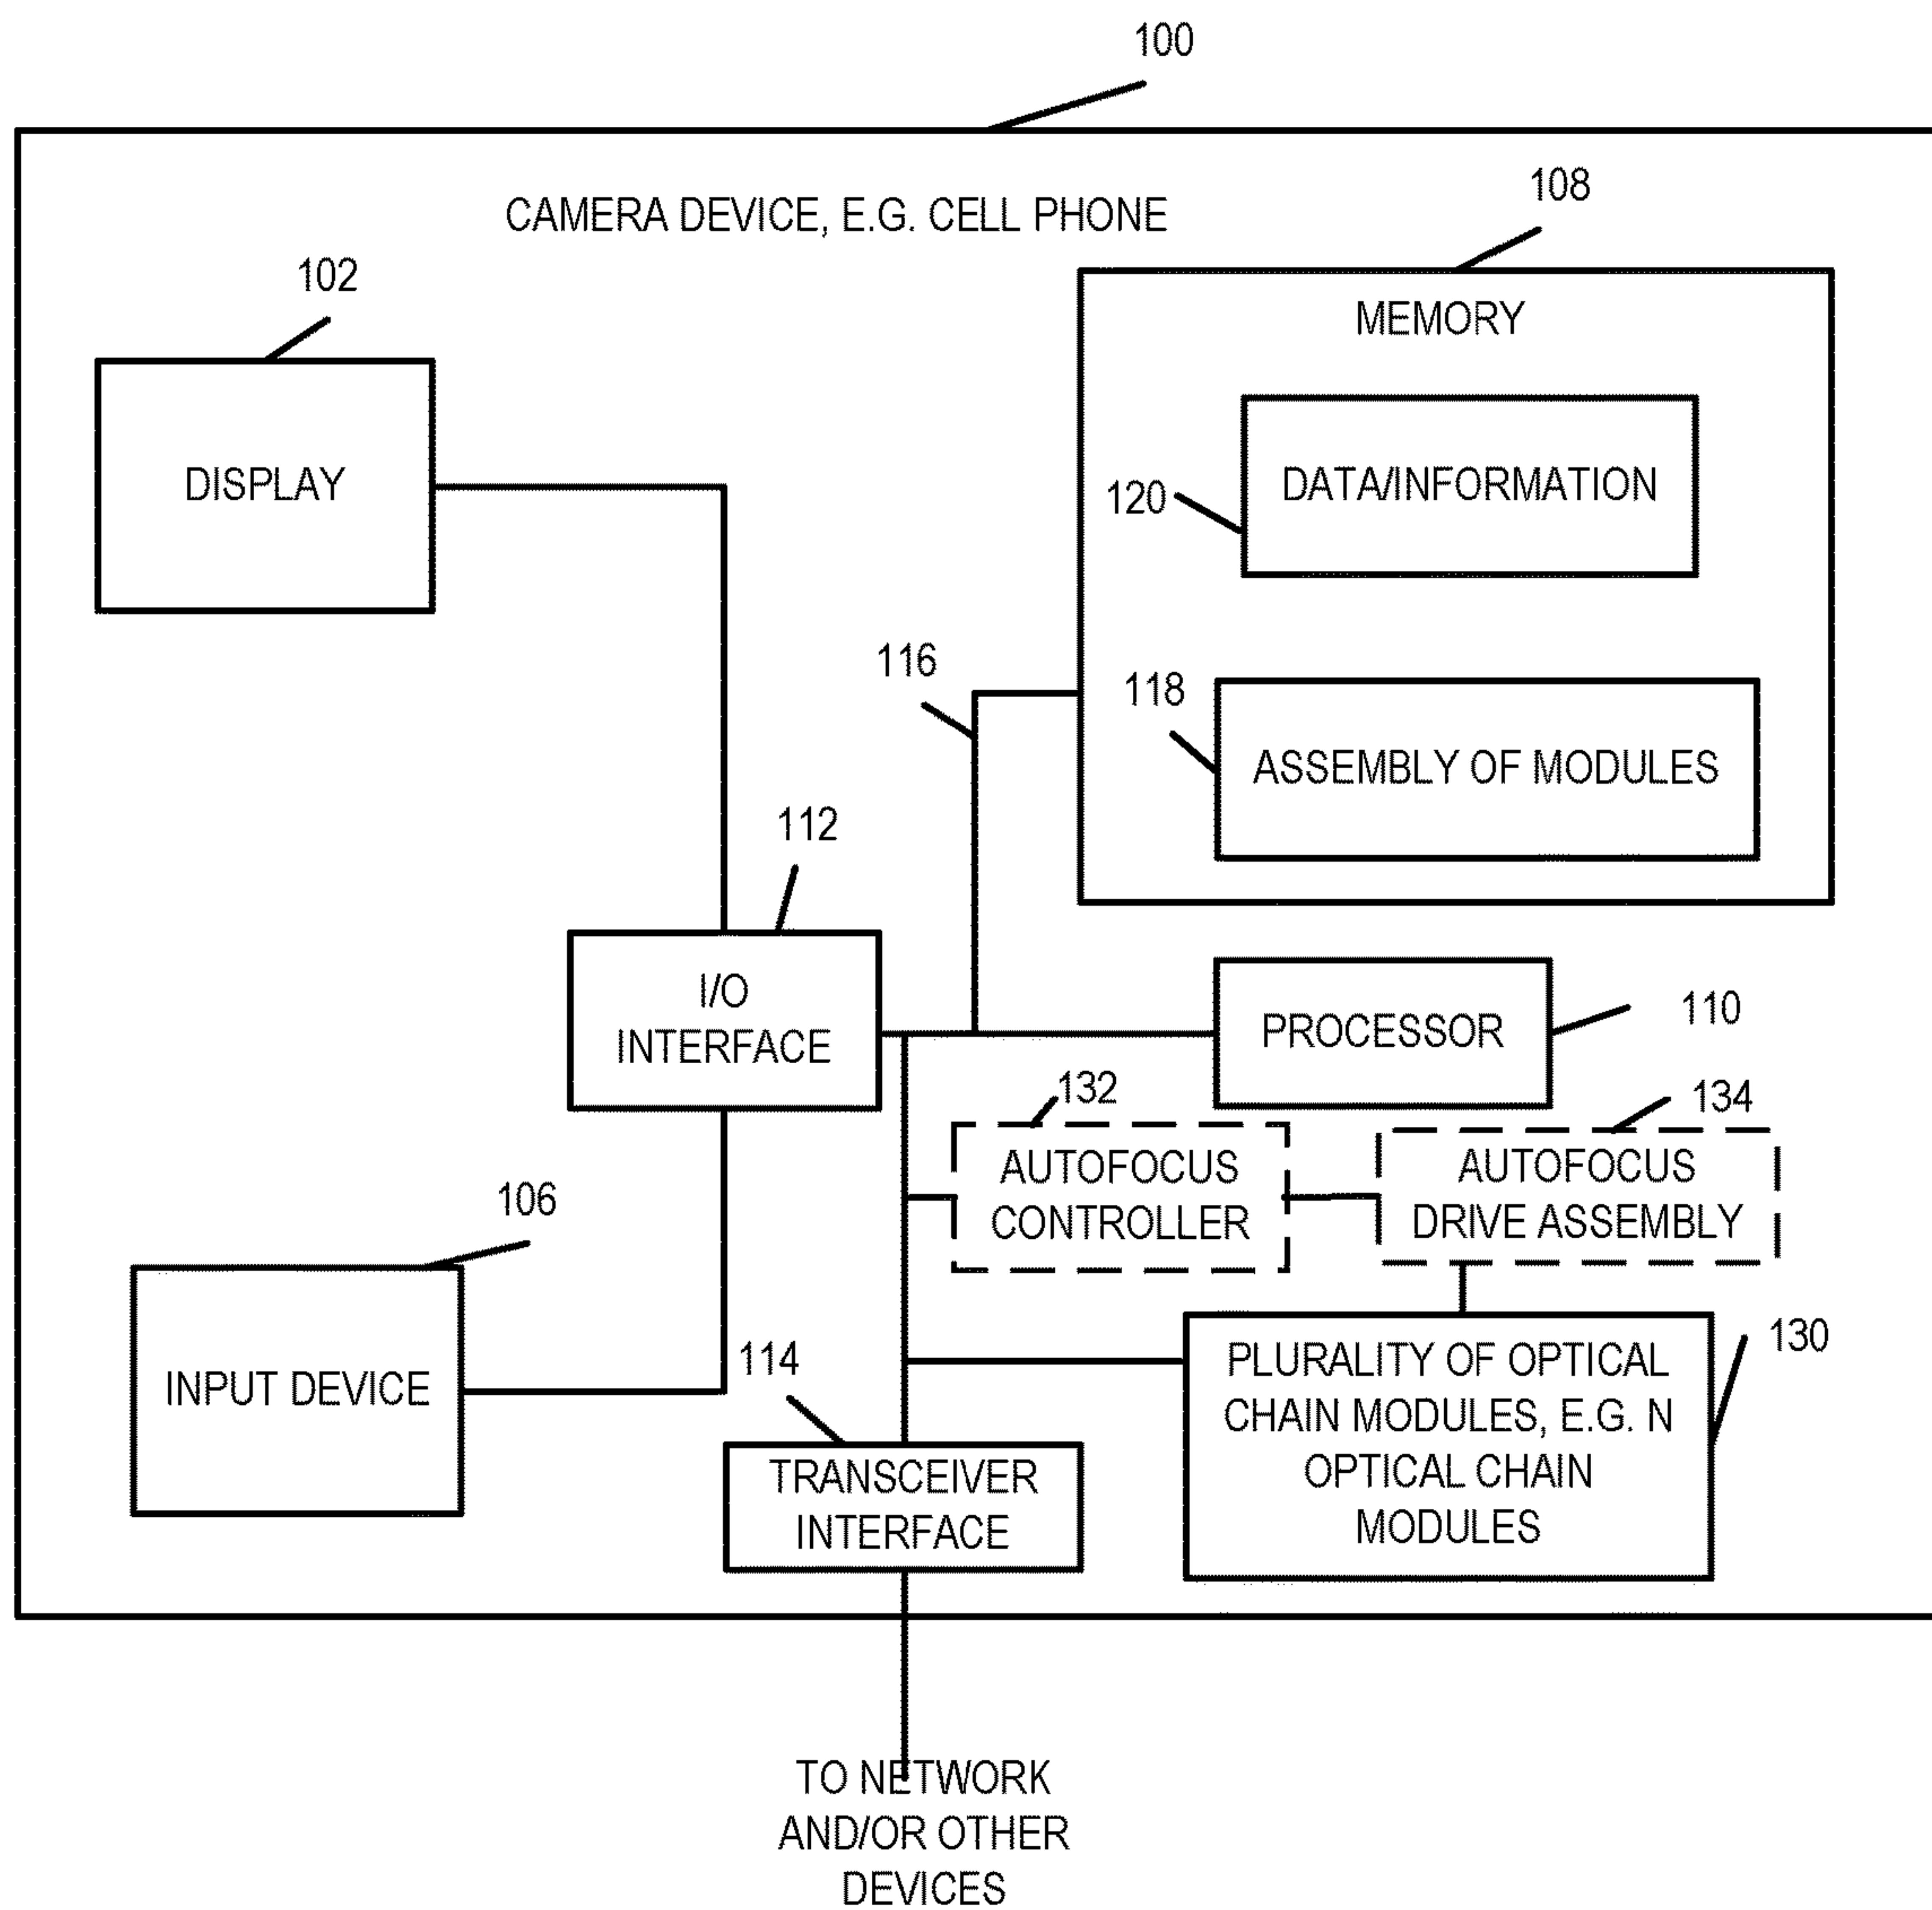 100
CAMERA DEVICE, E.G. CELL PHONE
108
102
MEMORY
DISPLAY
120
DATA/INFORMATION
116
118
ASSEMBLY OF MODULES
112
I/O
INTERFACE
PROCESSOR
110
132
134
AUTOFOCUS
CONTROLLER
AUTOFOCUS
DRIVE ASSEMBLY
106
INPUT DEVICE
114
TRANSCEIVER
INTERFACE
130
PLURALITY OF OPTICAL
CHAIN MODULES, E.G. N
OPTICAL CHAIN
MODULES
TO NETWORK
AND/OR OTHER
DEVICES